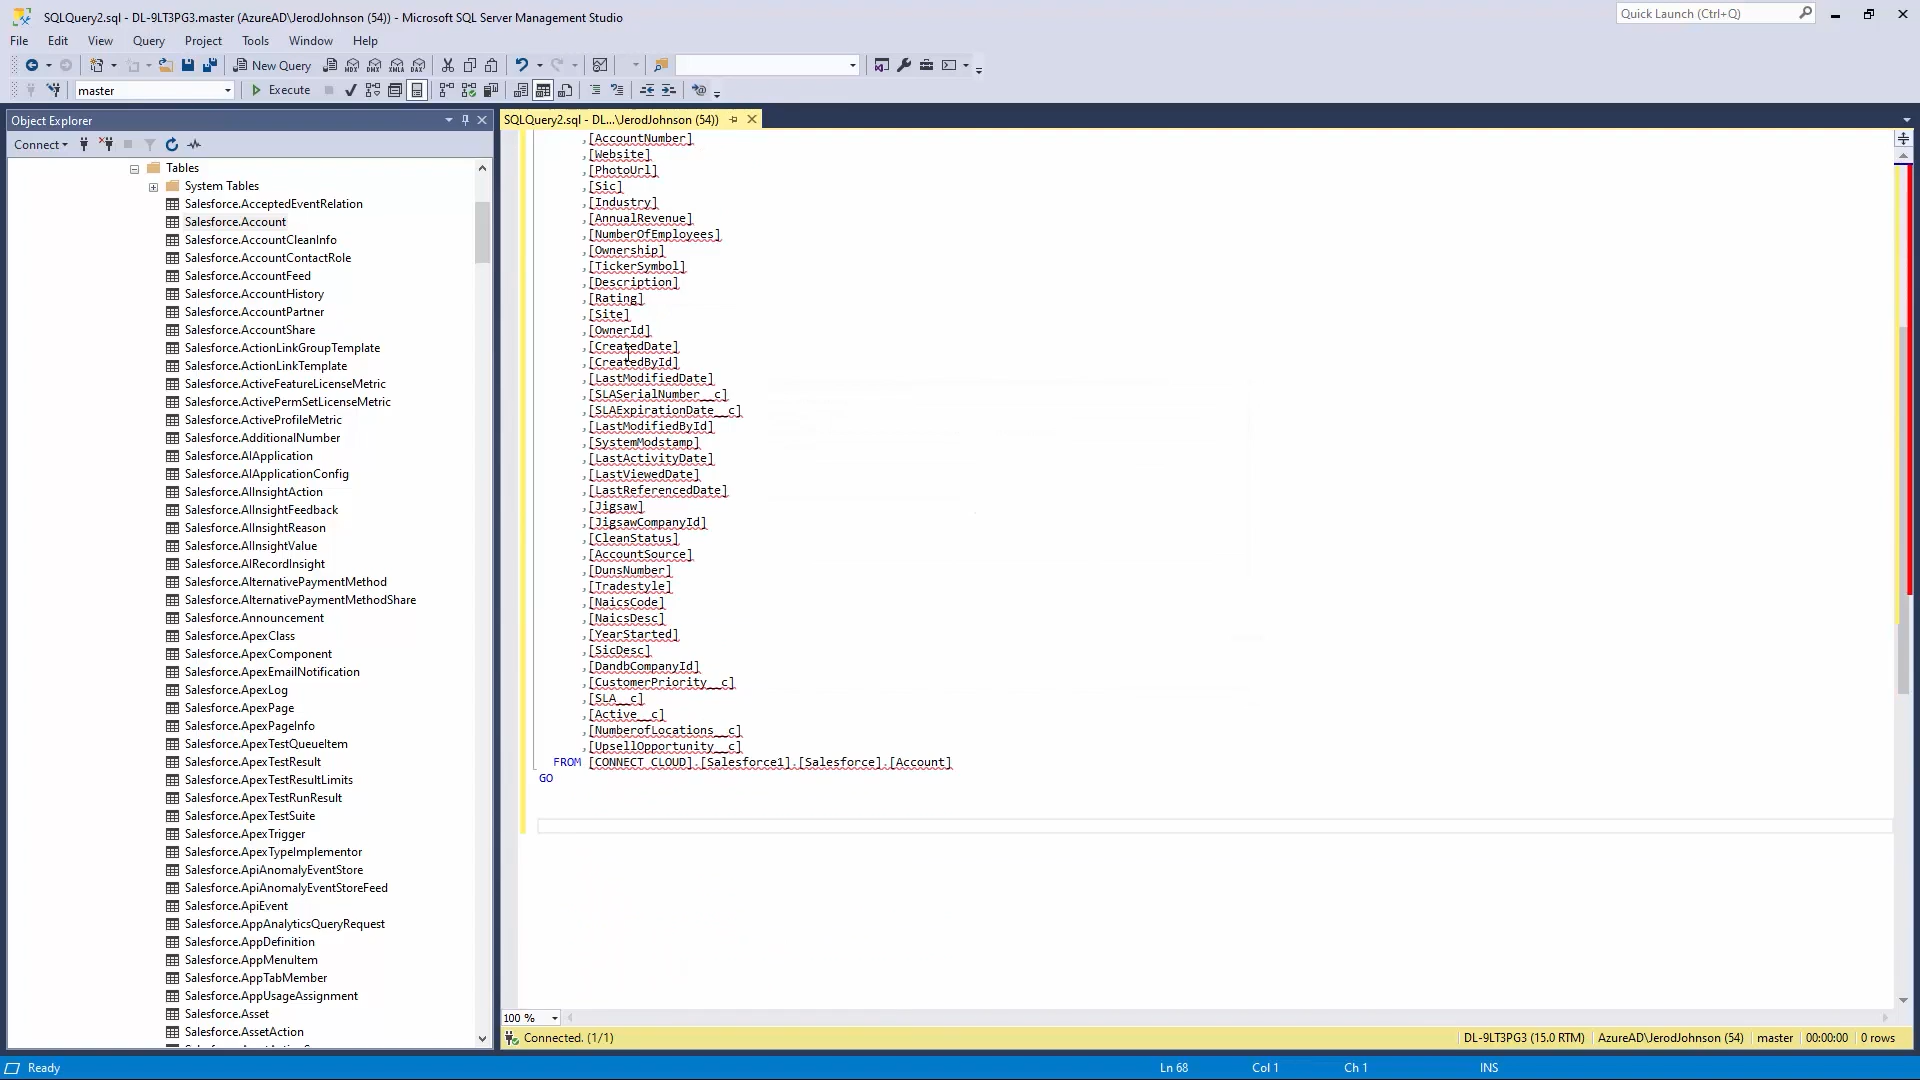 SQLQuery2.sql - DL-9LT3PG3.master (AzureAD\JerodJohnson (54)) - Microsoft SQL Server Management Studio
Quick Launch (Ctrl+Q)
File Edit View Query Project Tools Window Help
New Query
MDX DMX XMLA DAX
master
Execute
Object Explorer
Connect
Tables
System Tables
Salesforce.AcceptedEventRelation
Salesforce.Account
Salesforce.AccountCleanInfo
Salesforce.AccountContactRole
Salesforce.AccountFeed
Salesforce.AccountHistory
Salesforce.AccountPartner
Salesforce.AccountShare
Salesforce.ActionLinkGroupTemplate
Salesforce.ActionLinkTemplate
Salesforce.ActiveFeatureLicenseMetric
Salesforce.ActivePermSetLicenseMetric
Salesforce.ActiveProfileMetric
Salesforce.AdditionalNumber
Salesforce.AIApplication
Salesforce.AIApplicationConfig
Salesforce.AIInsightAction
Salesforce.AIInsightFeedback
Salesforce.AIInsightReason
Salesforce.AIInsightValue
Salesforce.AIRecordInsight
Salesforce.AlternativePaymentMethod
Salesforce.AlternativePaymentMethodShare
Salesforce.Announcement
Salesforce.ApexClass
Salesforce.ApexComponent
Salesforce.ApexEmailNotification
Salesforce.ApexLog
Salesforce.ApexPage
Salesforce.ApexPageInfo
Salesforce.ApexTestQueueItem
Salesforce.ApexTestResult
Salesforce.ApexTestResultLimits
Salesforce.ApexTestRunResult
Salesforce.ApexTestSuite
Salesforce.ApexTrigger
Salesforce.ApexTypeImplementor
Salesforce.ApiAnomalyEventStore
Salesforce.ApiAnomalyEventStoreFeed
Salesforce.ApiEvent
Salesforce.AppAnalyticsQueryRequest
Salesforce.AppDefinition
Salesforce.AppMenuItem
Salesforce.AppTabMember
Salesforce.AppUsageAssignment
Salesforce.Asset
Salesforce.AssetAction
SQLQuery2.sql - DL...\JerodJohnson (54))
,[AccountNumber]
,[Website]
,[PhotoUrl]
,[Sic]
,[Industry]
,[AnnualRevenue]
,[NumberOfEmployees]
,[Ownership]
,[TickerSymbol]
,[Description]
,[Rating]
,[Site]
,[OwnerId]
,[CreatedDate]
,[CreatedById]
,[LastModifiedDate]
,[SLASerialNumber__c]
,[SLAExpirationDate__c]
,[LastModifiedById]
,[SystemModstamp]
,[LastActivityDate]
,[LastViewedDate]
,[LastReferencedDate]
,[Jigsaw]
,[JigsawCompanyId]
,[CleanStatus]
,[AccountSource]
,[DunsNumber]
,[Tradestyle]
,[NaicsCode]
,[NaicsDesc]
,[YearStarted]
,[SicDesc]
,[DandbCompanyId]
,[CustomerPriority__c]
,[SLA__c]
,[Active__c]
,[NumberofLocations__c]
,[UpsellOpportunity__c]
FROM [CONNECT CLOUD].[Salesforce1].[Salesforce].[Account]
GO
100 %
Connected. (1/1)
DL-9LT3PG3 (15.0 RTM) AzureAD\JerodJohnson (54) master 00:00:00 0 rows
Ready
Ln 68 Col 1 Ch 1 INS